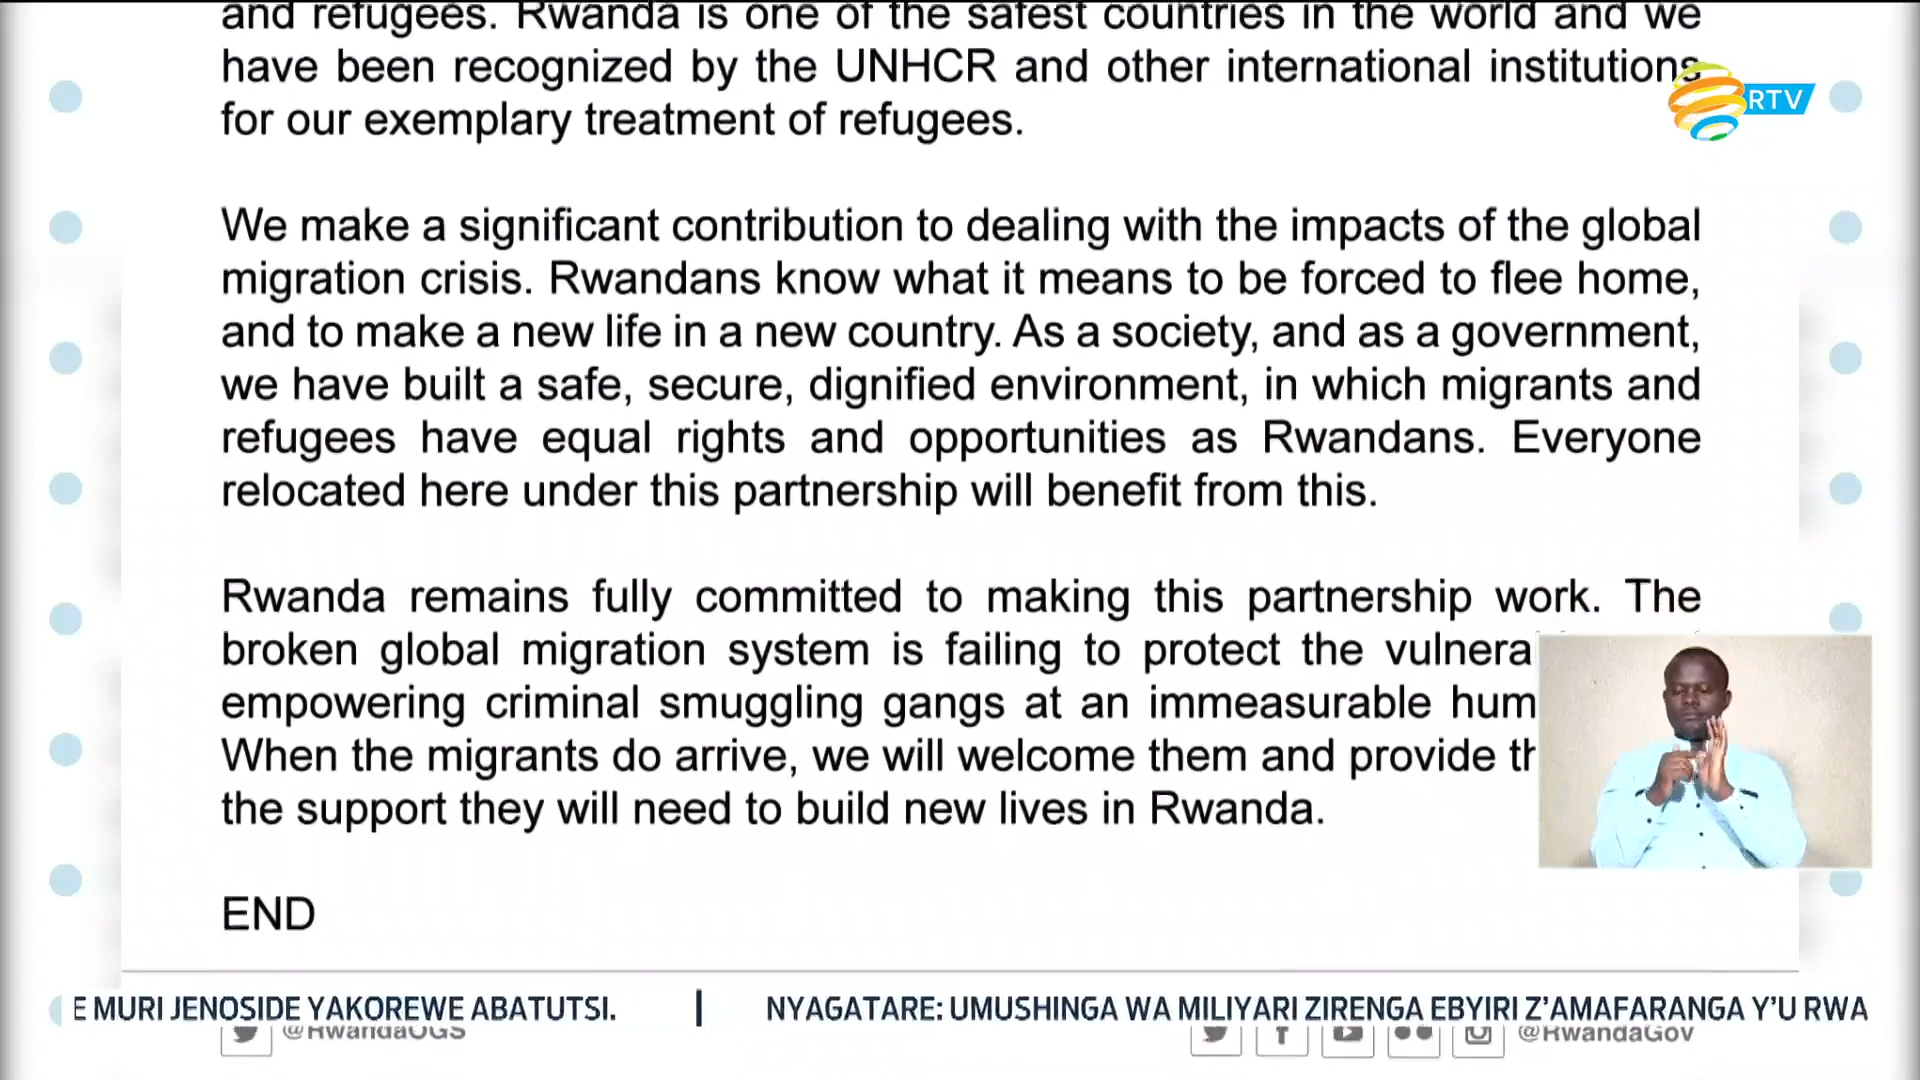 and refugees. Rwanda is one of the safest countries in the world and we
have been recognized by the UNHCR and other international institutions
for our exemplary treatment of refugees.
RTV
We make a significant contribution to dealing with the impacts of the global
migration crisis. Rwandans know what it means to be forced to flee home,
and to make a new life in a new country. As a society, and as a government,
we have built a safe, secure, dignified environment, in which migrants and
refugees have equal rights and opportunities as Rwandans. Everyone
relocated here under this partnership will benefit from this.
Rwanda remains fully committed to making this partnership work. The
broken global migration system is failing to protect the
empowering criminal smuggling gangs at an immeasurable
When the migrants do arrive, we will welcome them and provide
the support they will need to build new lives in Rwanda.
END
E MURI JENOSIDE YAKOREWE ABATUTSI. | NYAGATARE: UMUSHINGA WA MILIYARI ZIRENGA EBYIRI Z'AMAFARANGA Y'U RWA
@RwandaOGS @RwandaGov